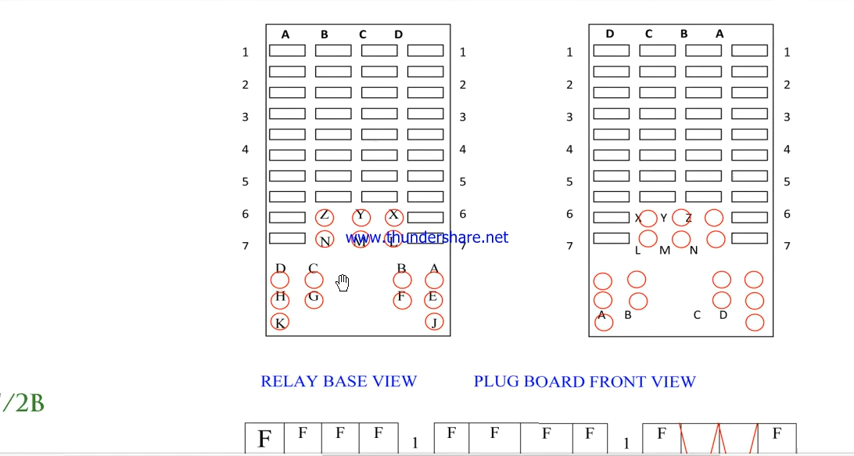 A B C D
D C B A
1 1
1 1
2 2
2 2
3 3
3 3
4 4
4 4
5 5
5 5
6 Z Y X 6
6 X Y Z 6
7 N M L 7
7 7
www.thundershare.net
L M N
D C B A
H G F E
K J
A B C D
RELAY BASE VIEW PLUG BOARD FRONT VIEW
/2B
F F F F 1 F F F F 1 F F